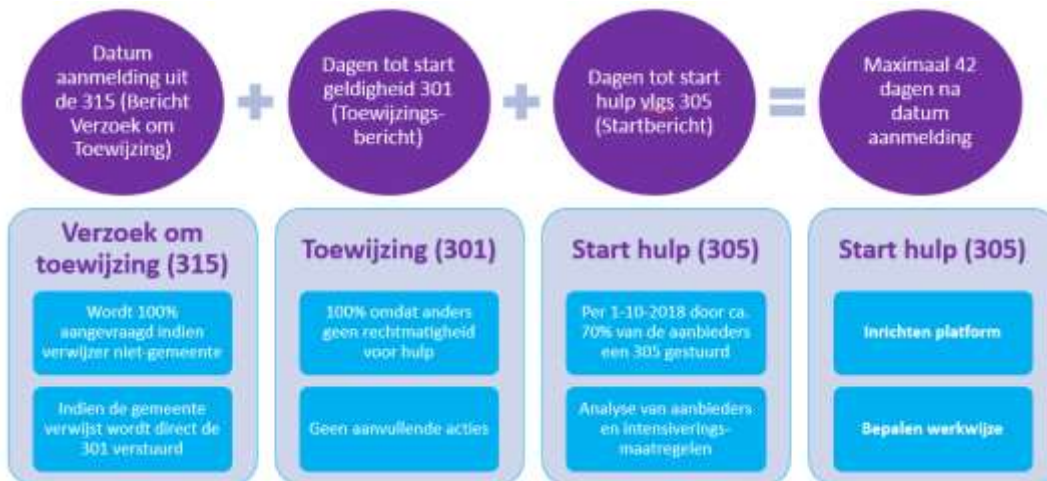 Datum
aanmelding uit
de 315 (Bericht
Verzoek om
Toewijzing)
+
Dagen tot start
geldigheid 301
(Toewijzings-
bericht)
+
Dagen tot start
hulp vlgs 305
(Startbericht)
=
Maximaal 42
dagen na
datum
aanmelding
Verzoek om
toewijzing (315)
Wordt 100%
aangevraagd indien
verwijzer niet-gemeente
Indien de gemeente
verwijst wordt direct de
301 verstuurd
Toewijzing (301)
100% omdat anders
geen rechtmatigheid
voor hulp
Geen aanvullende acties
Start hulp (305)
Per 1-10-2018 door ca.
70% van de aanbieders
een 305 gestuurd
Analyse van aanbieders
en intensiverings-
maatregelen
Start hulp (305)
Inrichten platform
Bepalen werkwijze